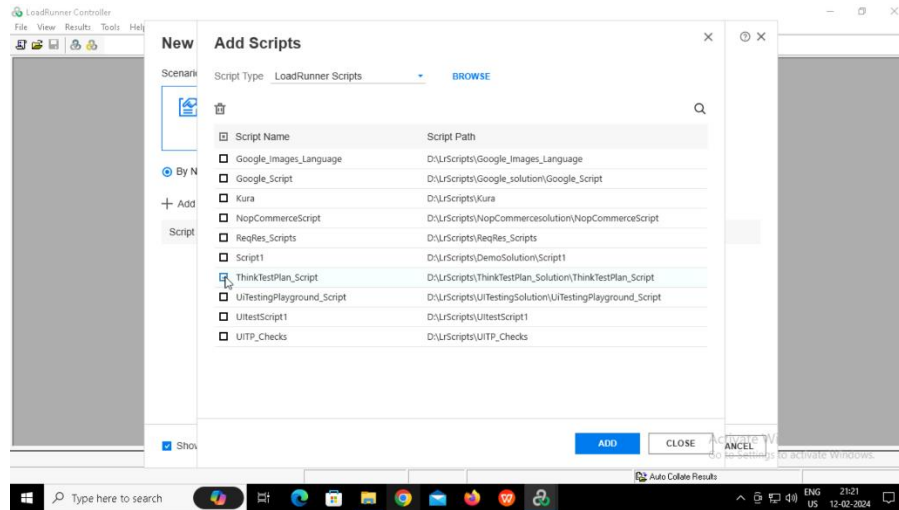 LoadRunner Controller
File View Results Tools Help
New
Add Scripts
Scenari
Script Type LoadRunner Scripts BROWSE
Script Name Script Path
Google_Images_Language D:\LrScripts\Google_Images_Language
By N
Google_Script D:\LrScripts\Google_solution\Google_Script
Kura D:\LrScripts\Kura
Add
NopCommerceScript D:\LrScripts\NopCommercesolution\NopCommerceScript
Script
ReqRes_Scripts D:\LrScripts\ReqRes_Scripts
Script1 D:\LrScripts\DemoSolution\Script1
ThinkTestPlan_Script D:\LrScripts\ThinkTestPlan_Solution\ThinkTestPlan_Script
UiTestingPlayground_Script D:\LrScripts\UITestingSolution\UiTestingPlayground_Script
UItestScript1 D:\LrScripts\UItestScript1
UITP_Checks D:\LrScripts\UITP_Checks
Show
ADD CLOSE ANCEL
Activate Wi
Go to Settings to activate Windows.
Auto Collate Results
Type here to search
ENG 21:21
US 12-02-2024